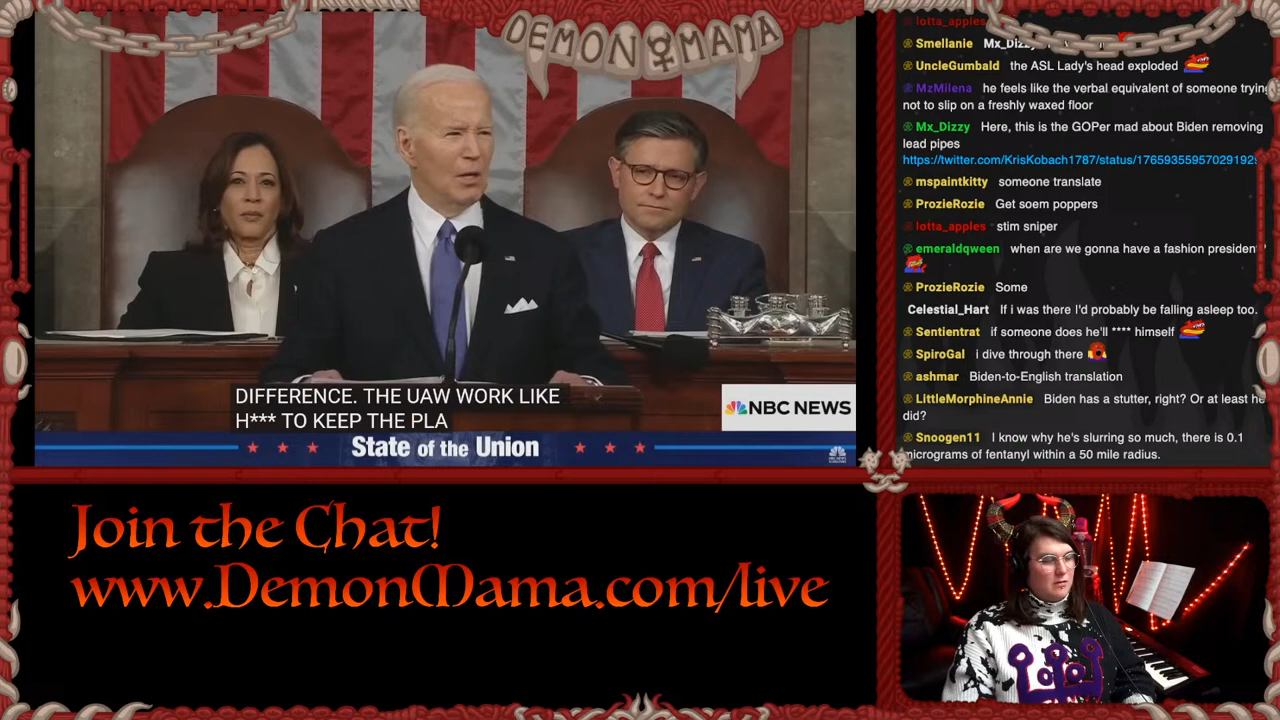 DEMON MAMA
DIFFERENCE. THE UAW WORK LIKE
H*** TO KEEP THE PLA
NBC NEWS
State of the Union
Join the Chat!
www.DemonMama.com/live
lotta_apples
Smellanie Mx_Dizzy
UncleGumbald the ASL Lady's head exploded
MzMilena he feels like the verbal equivalent of someone trying
not to slip on a freshly waxed floor
Mx_Dizzy Here, this is the GOPer mad about Biden removing
lead pipes
https://twitter.com/KrisKobach1787/status/1765935595702919
mspaintkitty someone translate
ProzieRozie Get soem poppers
lotta_apples stim sniper
emeraldqween when are we gonna have a fashion president
ProzieRozie Some
Celestial_Hart If i was there I'd probably be falling asleep too.
Sentientrat if someone does he'll **** himself
SpiroGal i dive through there
ashmar Biden-to-English translation
LittleMorphineAnnie Biden has a stutter, right? Or at least he
did?
Snoogen11 I know why he's slurring so much, there is 0.1
micrograms of fentanyl within a 50 mile radius.